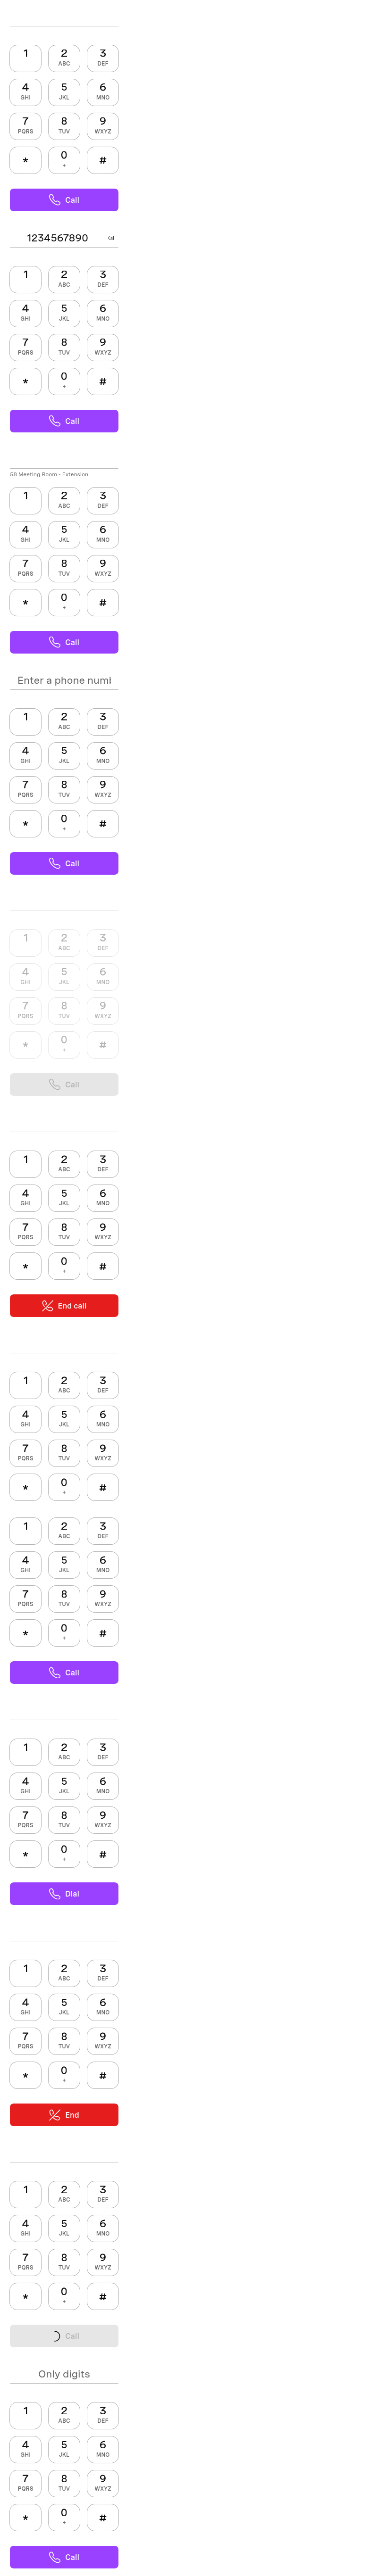 1 2 3
ABC DEF
4 5 6
GHI JKL MNO
7 8 9
PQRS TUV WXYZ
* 0 #
+
Call
1234567890
1 2 3
ABC DEF
4 5 6
GHI JKL MNO
7 8 9
PQRS TUV WXYZ
* 0 #
+
Call
58 Meeting Room - Extension
1 2 3
ABC DEF
4 5 6
GHI JKL MNO
7 8 9
PQRS TUV WXYZ
* 0 #
+
Call
Enter a phone numl
1 2 3
ABC DEF
4 5 6
GHI JKL MNO
7 8 9
PQRS TUV WXYZ
* 0 #
+
Call
1 2 3
ABC DEF
4 5 6
GHI JKL MNO
7 8 9
PQRS TUV WXYZ
* 0 #
+
Call
1 2 3
ABC DEF
4 5 6
GHI JKL MNO
7 8 9
PQRS TUV WXYZ
* 0 #
+
End call
1 2 3
ABC DEF
4 5 6
GHI JKL MNO
7 8 9
PQRS TUV WXYZ
* 0 #
+
1 2 3
ABC DEF
4 5 6
GHI JKL MNO
7 8 9
PQRS TUV WXYZ
* 0 #
+
Call
1 2 3
ABC DEF
4 5 6
GHI JKL MNO
7 8 9
PQRS TUV WXYZ
* 0 #
+
Dial
1 2 3
ABC DEF
4 5 6
GHI JKL MNO
7 8 9
PQRS TUV WXYZ
* 0 #
+
End
1 2 3
ABC DEF
4 5 6
GHI JKL MNO
7 8 9
PQRS TUV WXYZ
* 0 #
+
Call
Only digits
1 2 3
ABC DEF
4 5 6
GHI JKL MNO
7 8 9
PQRS TUV WXYZ
* 0 #
+
Call